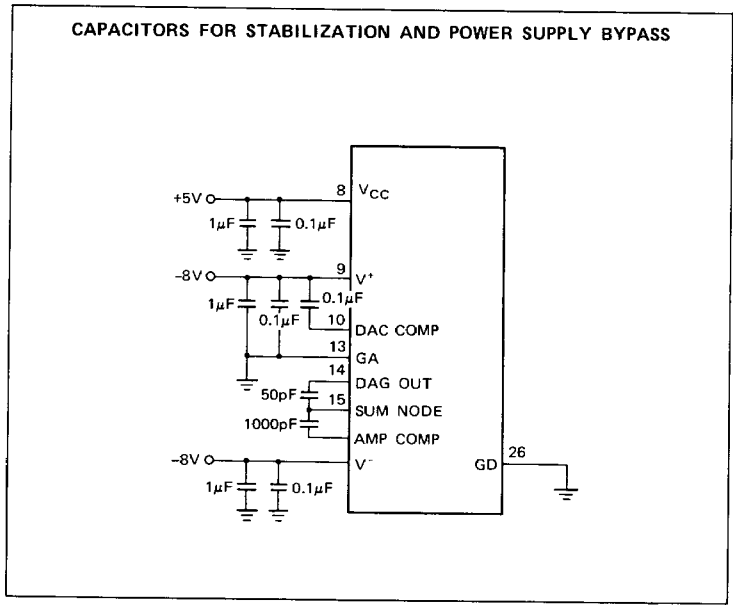 CAPACITORS FOR STABILIZATION AND POWER SUPPLY BYPASS
+5V
8
VCC
1μF
0.1μF
-8V
9
V+
1μF
0.1μF
0.1μF
10
DAC COMP
13
GA
14
DAG OUT
50pF
15
SUM NODE
1000pF
AMP COMP
-8V
V-
1μF
0.1μF
GD
26